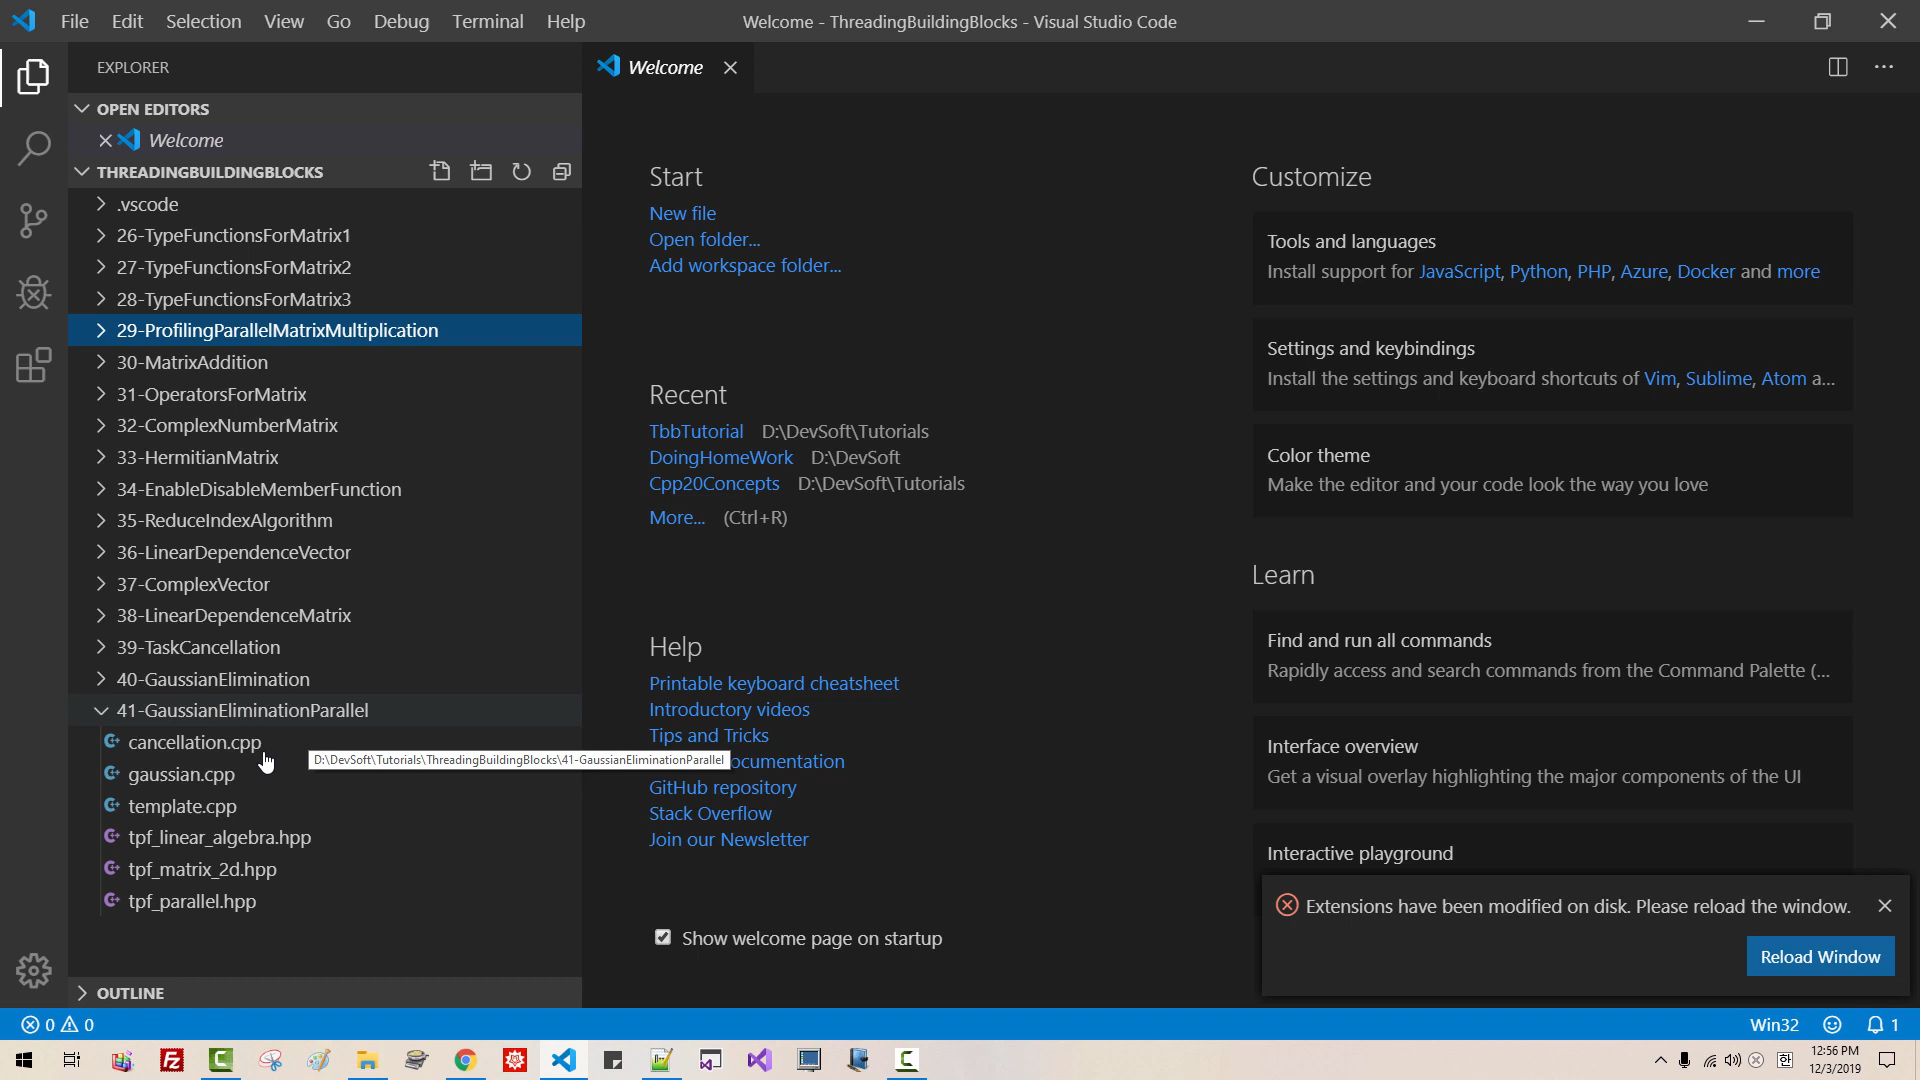 File Edit Selection View Go Debug Terminal Help
Welcome - ThreadingBuildingBlocks - Visual Studio Code
EXPLORER
OPEN EDITORS
Welcome
THREADINGBUILDINGBLOCKS
.vscode
26-TypeFunctionsForMatrix1
27-TypeFunctionsForMatrix2
28-TypeFunctionsForMatrix3
29-ProfilingParallelMatrixMultiplication
30-MatrixAddition
31-OperatorsForMatrix
32-ComplexNumberMatrix
33-HermitianMatrix
34-EnableDisableMemberFunction
35-ReduceIndexAlgorithm
36-LinearDependenceVector
37-ComplexVector
38-LinearDependenceMatrix
39-TaskCancellation
40-GaussianElimination
41-GaussianEliminationParallel
cancellation.cpp
gaussian.cpp
template.cpp
tpf_linear_algebra.hpp
tpf_matrix_2d.hpp
tpf_parallel.hpp
D:\DevSoft\Tutorials\ThreadingBuildingBlocks\41-GaussianEliminationParallel
OUTLINE
Welcome
Start
New file
Open folder...
Add workspace folder...
Recent
TbbTutorial D:\DevSoft\Tutorials
DoingHomeWork D:\DevSoft
Cpp20Concepts D:\DevSoft\Tutorials
More... (Ctrl+R)
Help
Printable keyboard cheatsheet
Introductory videos
Tips and Tricks
ocumentation
GitHub repository
Stack Overflow
Join our Newsletter
Show welcome page on startup
Customize
Tools and languages
Install support for JavaScript, Python, PHP, Azure, Docker and more
Settings and keybindings
Install the settings and keyboard shortcuts of Vim, Sublime, Atom a...
Color theme
Make the editor and your code look the way you love
Learn
Find and run all commands
Rapidly access and search commands from the Command Palette (...
Interface overview
Get a visual overlay highlighting the major components of the UI
Interactive playground
Extensions have been modified on disk. Please reload the window.
Reload Window
0 0
Win32 1
한
12:56 PM
12/3/2019